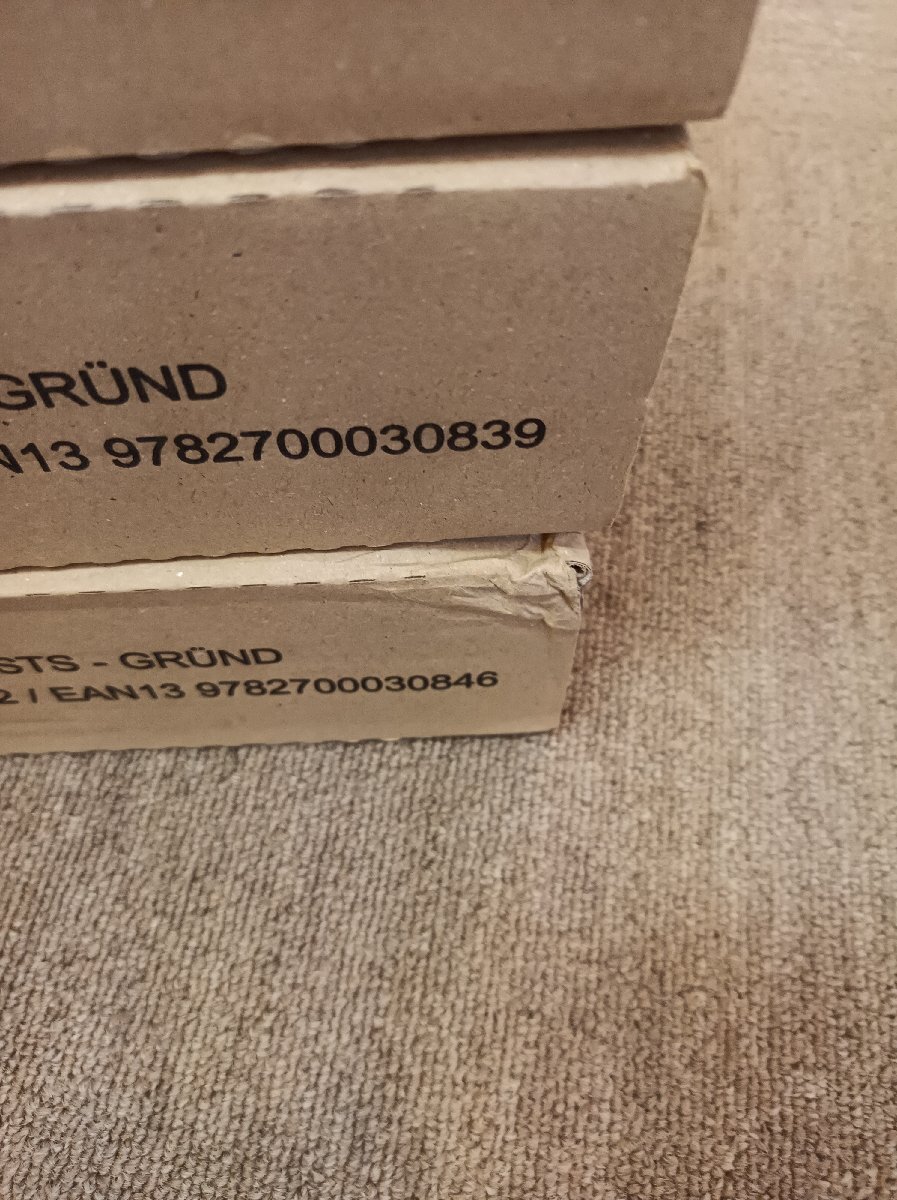 GRÜND
N13 9782700030839
STS - GRÜND
2 / EAN13 9782700030846